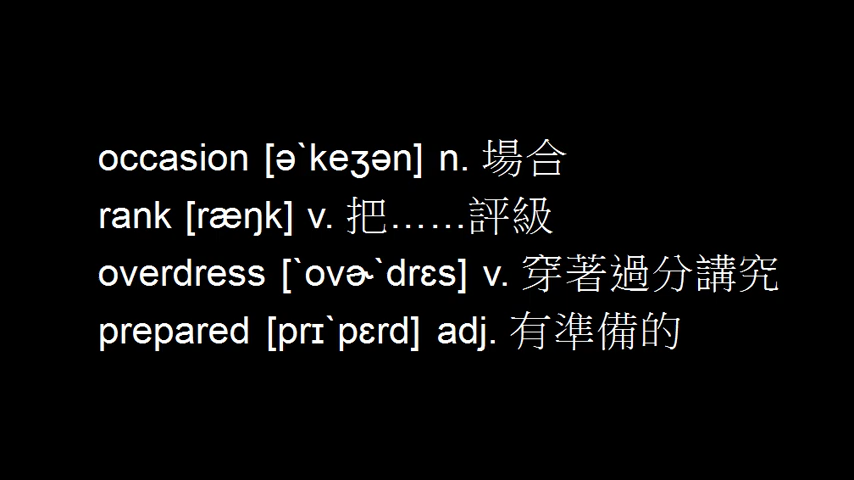 occasion [ə`keʒən] n. 場合
rank [ræŋk] v. 把……評級
overdress [`ovɚ`drɛs] v. 穿著過分講究
prepared [prɪ`pɛrd] adj. 有準備的